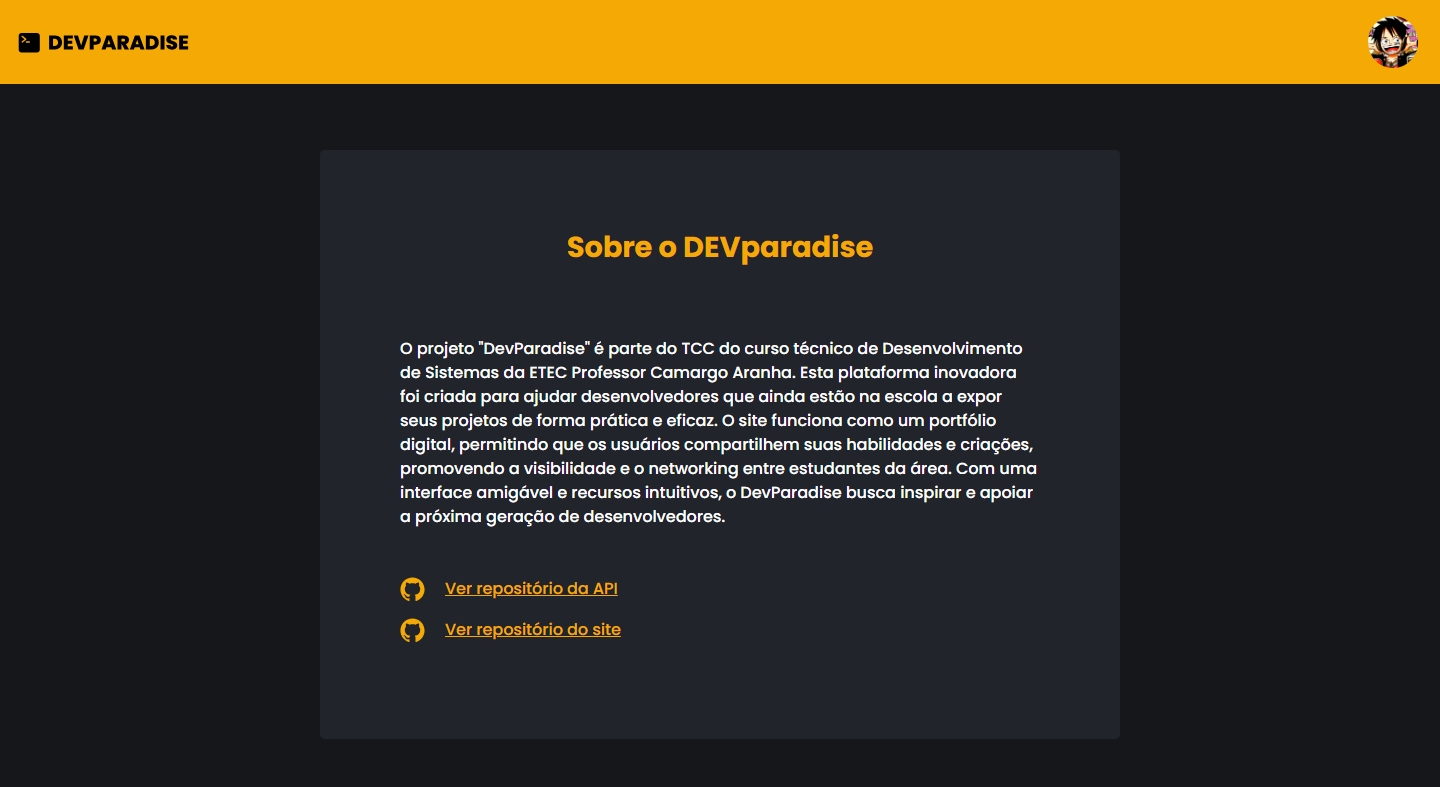 DEVPARADISE
Sobre o DEVparadise
O projeto "DevParadise" é parte do TCC do curso técnico de Desenvolvimento
de Sistemas da ETEC Professor Camargo Aranha. Esta plataforma inovadora
foi criada para ajudar desenvolvedores que ainda estão na escola a expor
seus projetos de forma prática e eficaz. O site funciona como um portfólio
digital, permitindo que os usuários compartilhem suas habilidades e criações,
promovendo a visibilidade e o networking entre estudantes da área. Com uma
interface amigável e recursos intuitivos, o DevParadise busca inspirar e apoiar
a próxima geração de desenvolvedores.
Ver repositório da API
Ver repositório do site